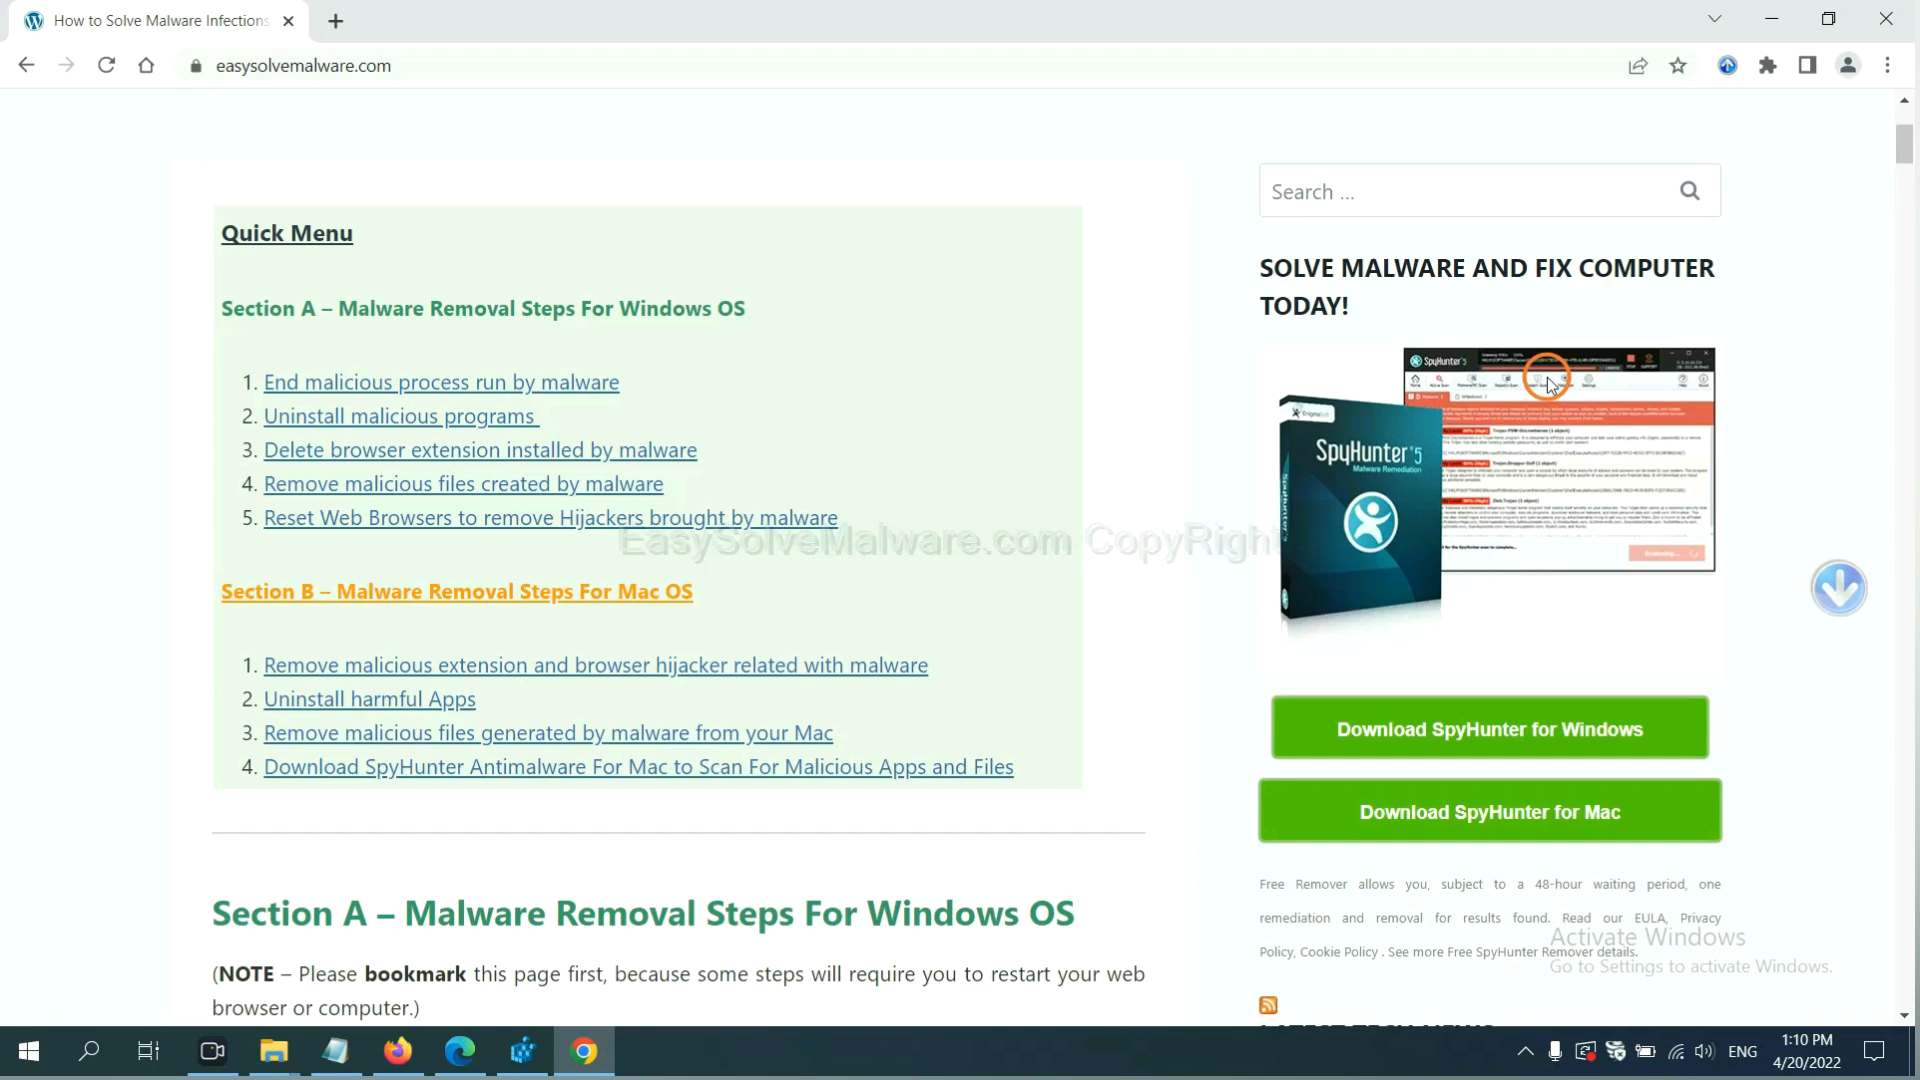 How to Solve Malware Infections
easysolvemalware.com
Search ...
Quick Menu
SOLVE MALWARE AND FIX COMPUTER
TODAY!
Section A – Malware Removal Steps For Windows OS
1. End malicious process run by malware
2. Uninstall malicious programs
3. Delete browser extension installed by malware
4. Remove malicious files created by malware
5. Reset Web Browsers to remove Hijackers brought by malware
EasySolveMalware.com CopyRight
SpyHunter 5
SpyHunter 5
Malware Remediation
Section B – Malware Removal Steps For Mac OS
1. Remove malicious extension and browser hijacker related with malware
2. Uninstall harmful Apps
3. Remove malicious files generated by malware from your Mac
4. Download SpyHunter Antimalware For Mac to Scan For Malicious Apps and Files
Download SpyHunter for Windows
Download SpyHunter for Mac
Free Remover allows you, subject to a 48-hour waiting period, one
remediation and removal for results found. Read our EULA, Privacy
Policy, Cookie Policy . See more Free SpyHunter Remover details.
Activate Windows
Go to Settings to activate Windows.
Section A – Malware Removal Steps For Windows OS
(NOTE – Please bookmark this page first, because some steps will require you to restart your web
browser or computer.)
LATEST TECH NEWS
ENG
1:10 PM
4/20/2022